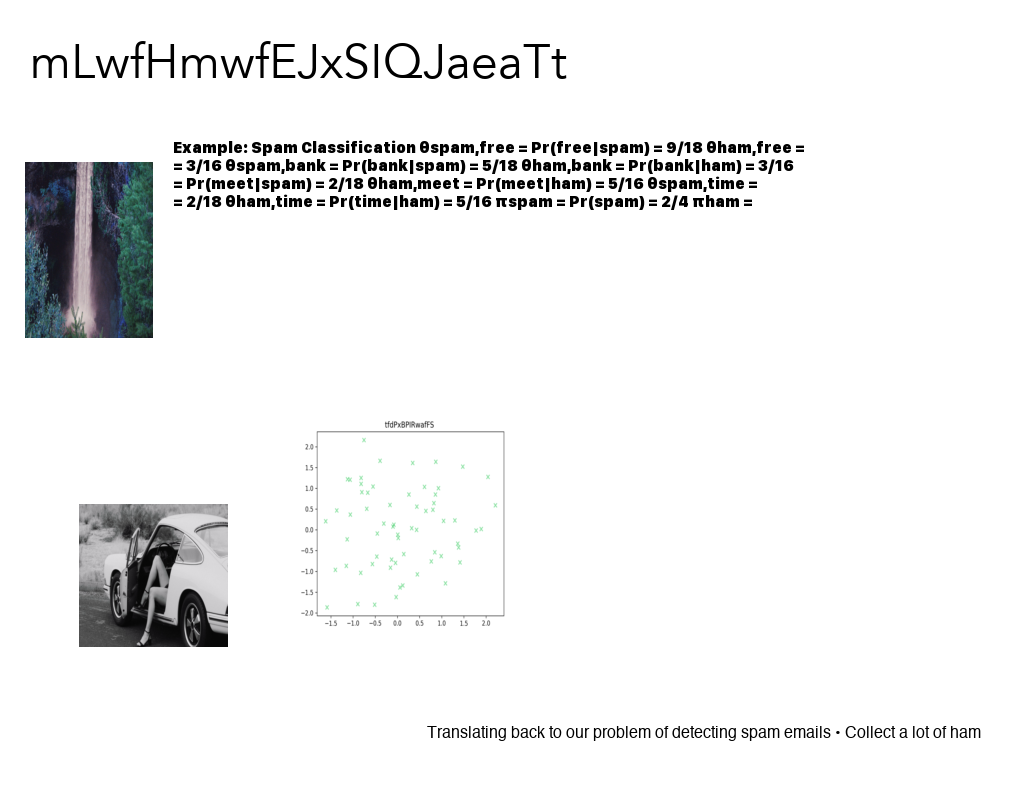 mLwfHmwfEJxSIQJaeaTt
Example: Spam Classification θspam,free = Pr(free|spam) = 9/18 θham,free =
= 3/16 θspam,bank = Pr(bank|spam) = 5/18 θham,bank = Pr(bank|ham) = 3/16
= Pr(meet|spam) = 2/18 θham,meet = Pr(meet|ham) = 5/16 θspam,time =
= 2/18 θham,time = Pr(time|ham) = 5/16 πspam = Pr(spam) = 2/4 πham =
tfdPxBPIRwafFS
2.0
1.5
1.0
0.5
0.0
−0.5
−1.0
−1.5
−2.0
−1.5 −1.0 −0.5 0.0 0.5 1.0 1.5 2.0
Translating back to our problem of detecting spam emails • Collect a lot of ham